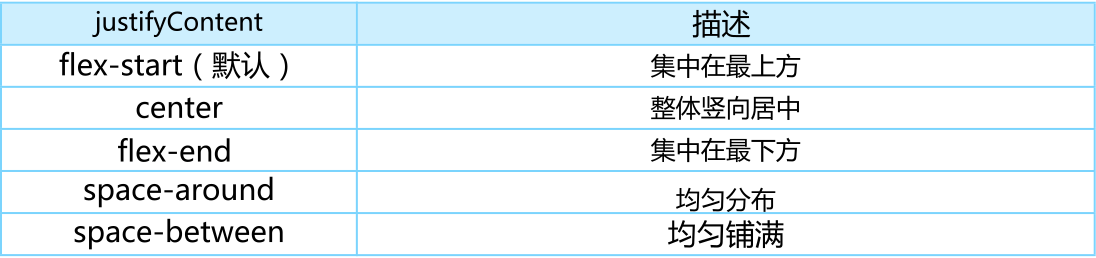 justifyContent 描述
flex-start（默认） 集中在最上方
center 整体竖向居中
flex-end 集中在最下方
space-around 均匀分布
space-between 均匀铺满